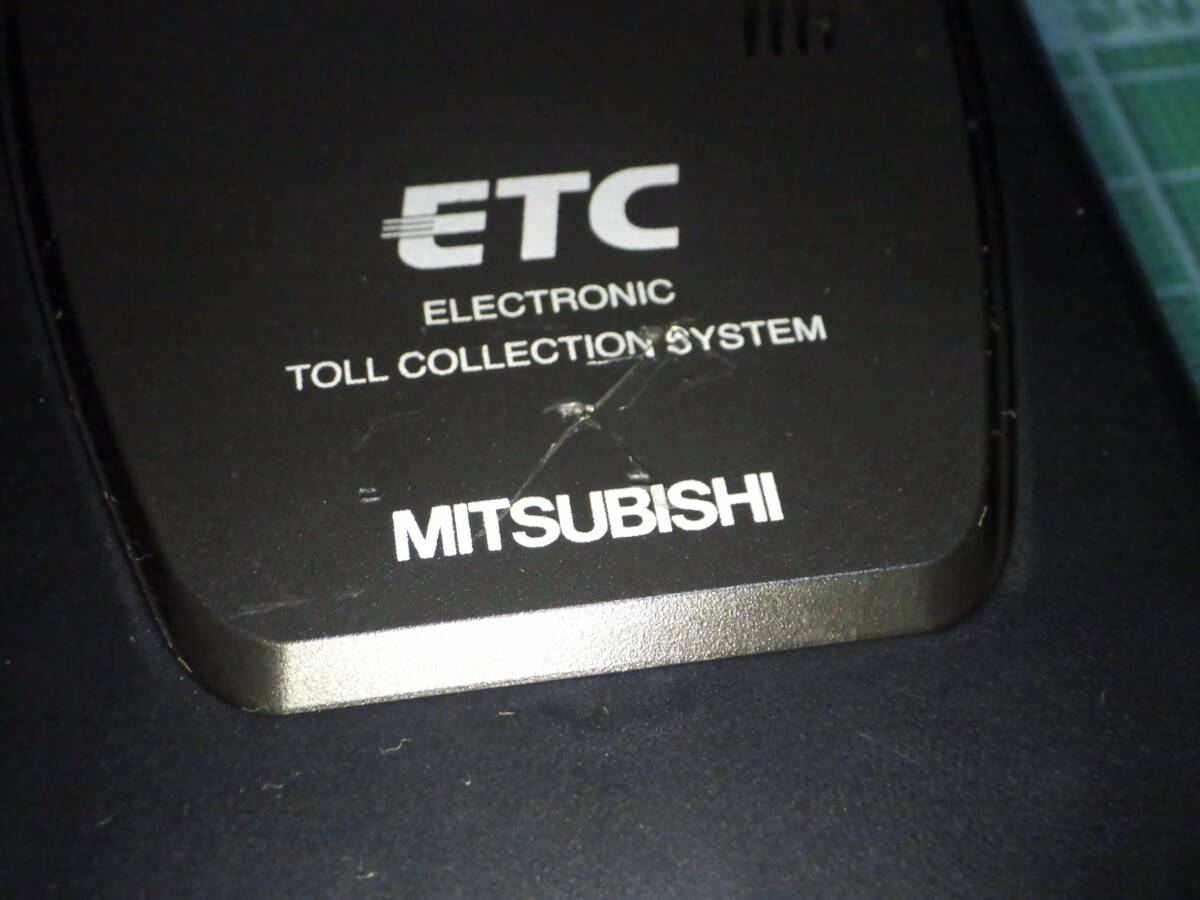 ETC
ELECTRONIC
TOLL COLLECTION SYSTEM
MITSUBISHI